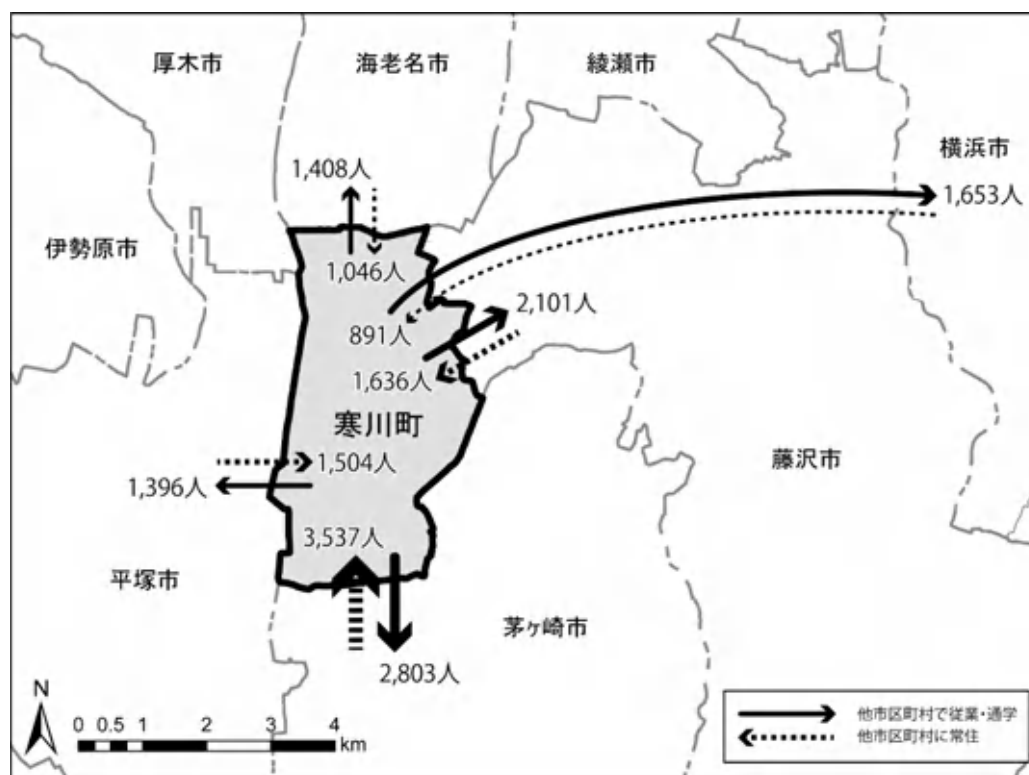 厚木市
海老名市
綾瀬市
横浜市
1,408人
1,653人
伊勢原市
1,046人
2,101人
891人
1,636人
寒川町
藤沢市
1,504人
1,396人
3,537人
平塚市
茅ヶ崎市
2,803人
N
0 0.5 1 2 3 4
km
他市区町村で従業・通学
他市区町村に常住